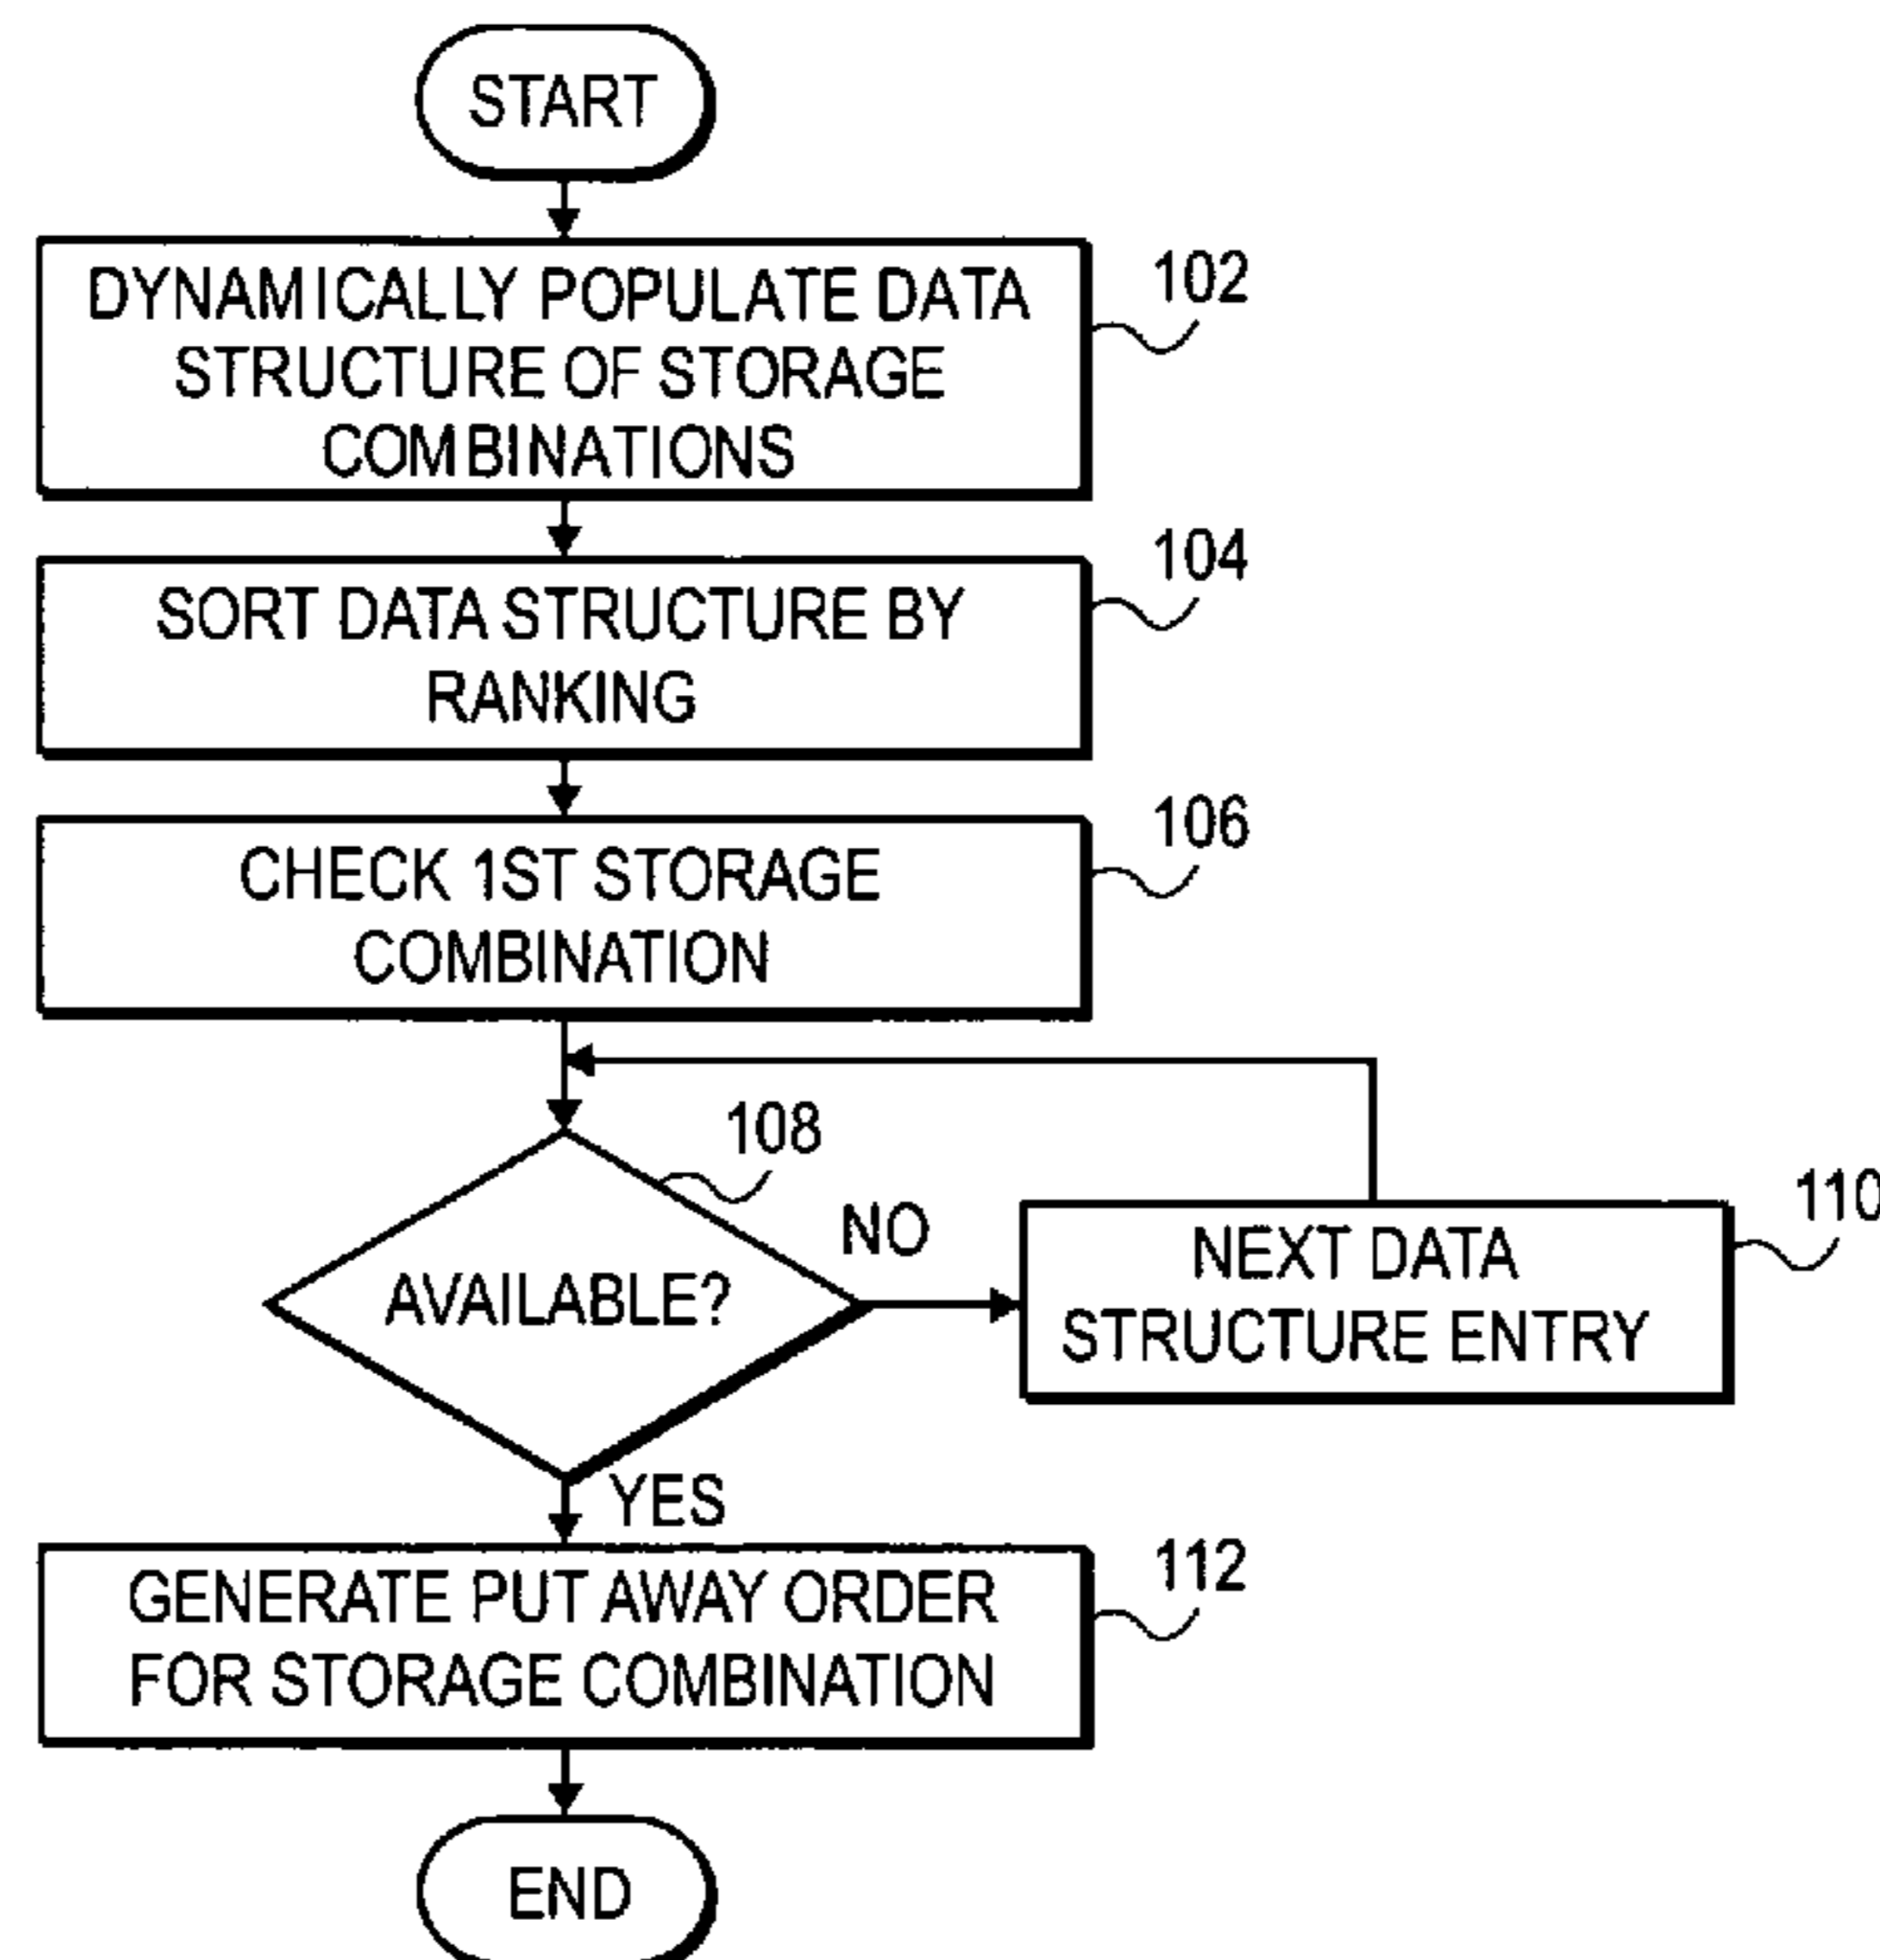 START
DYNAMICALLY POPULATE DATA
STRUCTURE OF STORAGE
COMBINATIONS
102
SORT DATA STRUCTURE BY
RANKING
104
CHECK 1ST STORAGE
COMBINATION
106
108
AVAILABLE?
NO
NEXT DATA
STRUCTURE ENTRY
110
YES
GENERATE PUT AWAY ORDER
FOR STORAGE COMBINATION
112
END